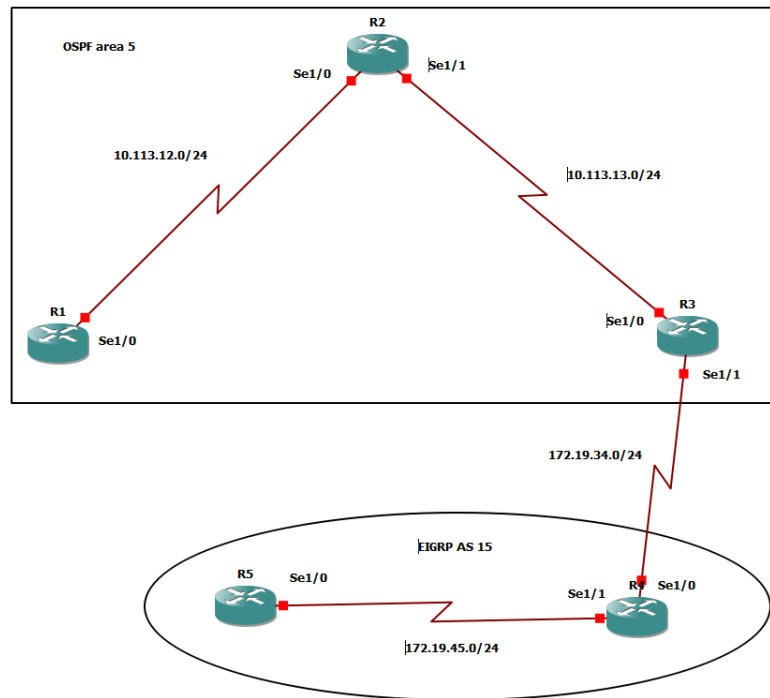 R2
OSPF area 5
Se1/0
Se1/1
10.113.12.0/24
10.113.13.0/24
R1
Se1/0
R3
Se1/0
Se1/1
172.19.34.0/24
EIGRP AS 15
R5
Se1/0
Se1/1
R4
Se1/0
172.19.45.0/24